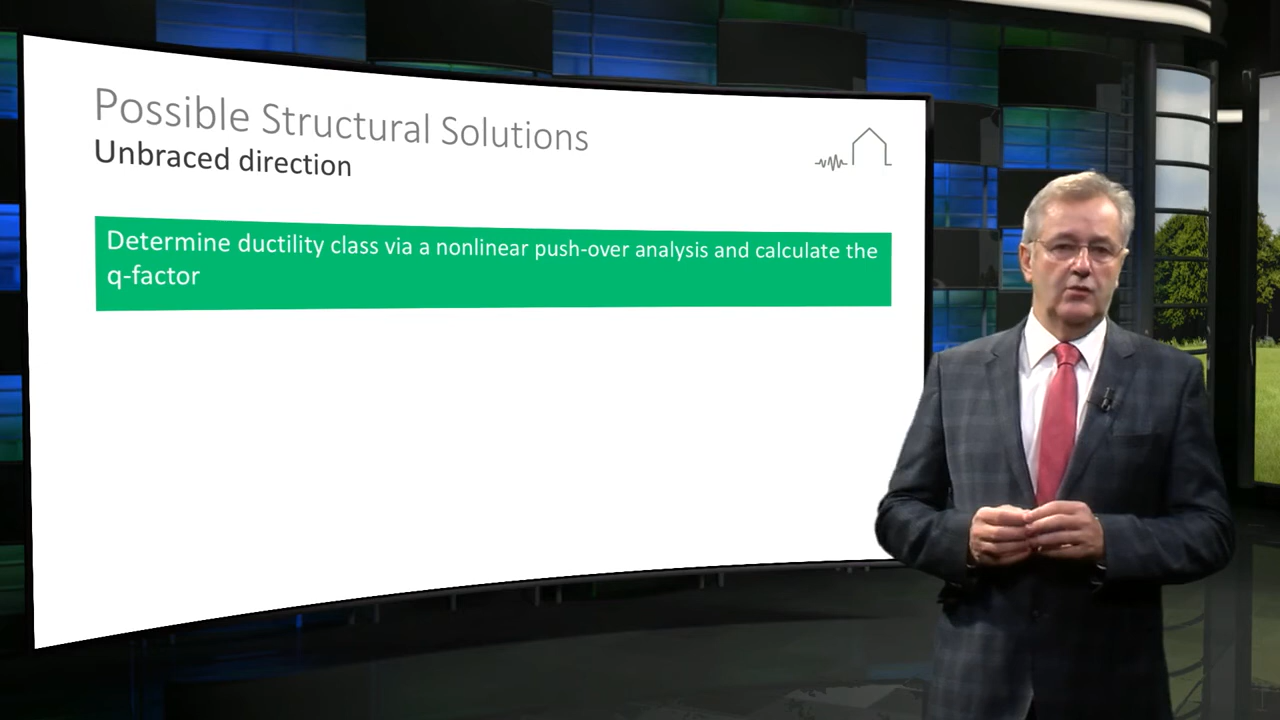 Possible Structural Solutions
Unbraced direction
Determine ductility class via a nonlinear push-over analysis and calculate the
q-factor